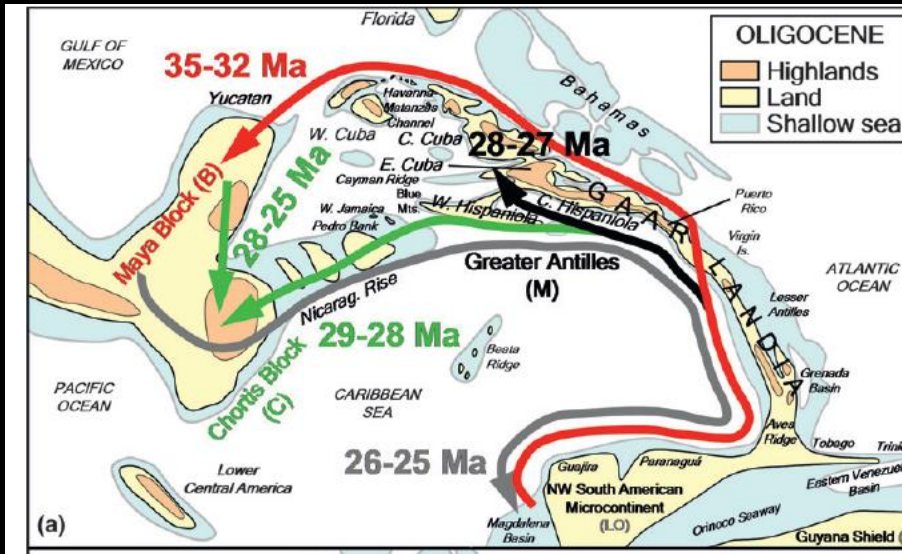 Florida
GULF OF
MEXICO
OLIGOCENE
Highlands
Land
Shallow sea
35-32 Ma
Yucatan
Bahamas
Havanna
Matanzas
Channel
W. Cuba
C. Cuba
28-27 Ma
E. Cuba
Cayman Ridge
Blue
Mts.
W. Jamaica
Pedro Bank
W. Hispaniola
C. Hispaniola
GAARLANDIA
Puerto
Rico
Virgin
Is.
Maya Block (B)
28-25 Ma
Nicarag. Rise
Greater Antilles
(M)
ATLANTIC
OCEAN
Lesser
Antilles
29-28 Ma
Chortis Block
(C)
Beata
Ridge
Grenada
Basin
PACIFIC
OCEAN
CARIBBEAN
SEA
Aves
Ridge
Tobago
Trini
26-25 Ma
Guajira
Paranaguá
Lower
Central America
NW South American
Microcontinent
(LO)
Eastern Venezue
Basin
Orinoco Seaway
(a)
Magdalena
Basin
Guyana Shield (